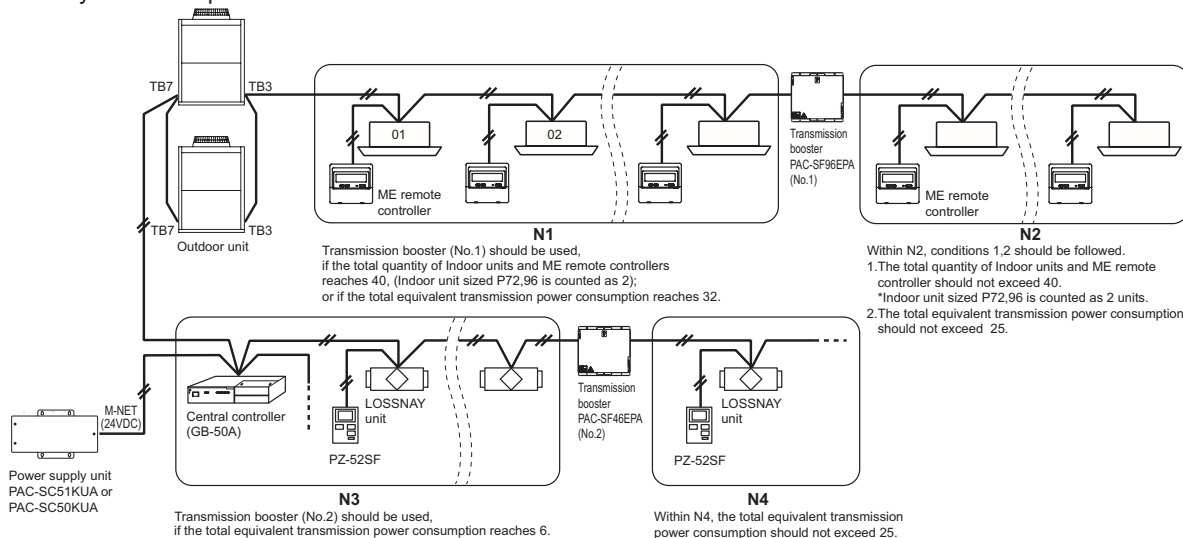 TB7
TB3
TB7
TB3
Outdoor unit
01
02
ME remote
controller
Transmission
booster
PAC-SF96EPA
(No.1)
ME remote
controller
N1
Transmission booster (No.1) should be used,
if the total quantity of Indoor units and ME remote controllers
reaches 40, (Indoor unit sized P72,96 is counted as 2);
or if the total equivalent transmission power consumption reaches 32.
N2
Within N2, conditions 1,2 should be followed.
1.The total quantity of Indoor units and ME remote
controller should not exceed 40.
*Indoor unit sized P72,96 is counted as 2 units.
2.The total equivalent transmission power consumption
should not exceed 25.
M-NET
(24VDC)
Power supply unit
PAC-SC51KUA or
PAC-SC50KUA
Central controller
(GB-50A)
LOSSNAY
unit
PZ-52SF
Transmission
booster
PAC-SF46EPA
(No.2)
LOSSNAY
unit
PZ-52SF
N3
Transmission booster (No.2) should be used,
if the total equivalent transmission power consumption reaches 6.
N4
Within N4, the total equivalent transmission
power consumption should not exceed 25.